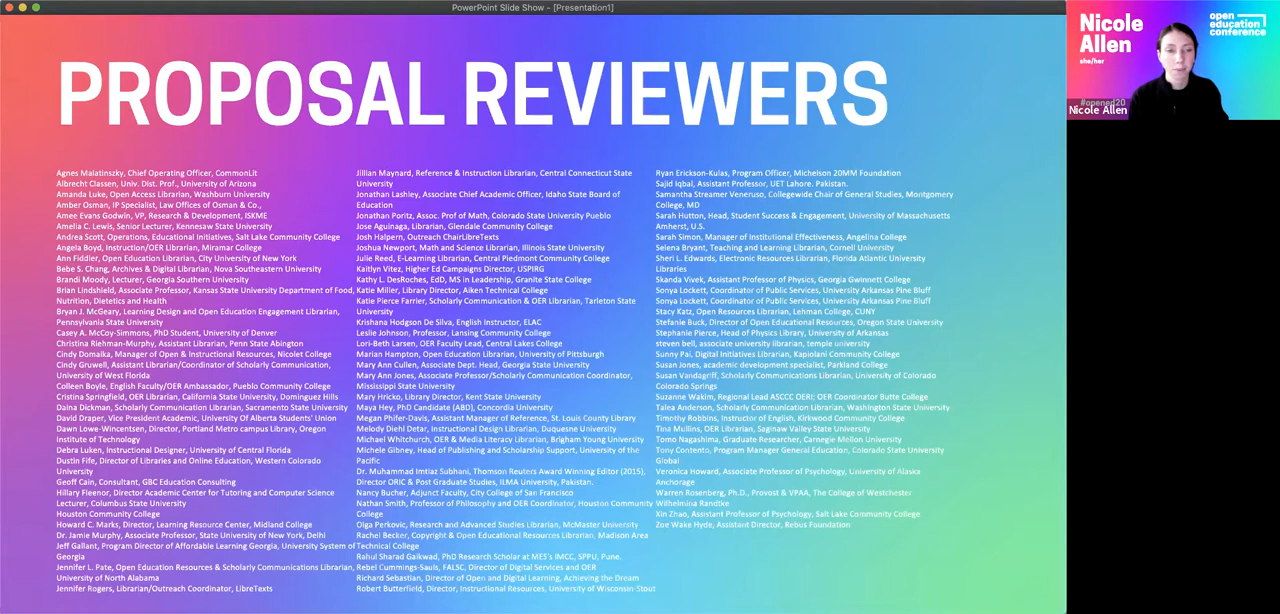 PowerPoint Slide Show - [Presentation1]
PROPOSAL REVIEWERS
Agnes Malatinszky, Chief Operating Officer, CommonLit
Albrecht Classen, Univ. Dist. Prof., University of Arizona
Amanda Luke, Open Access Librarian, Washburn University
Amber Osman, IP Specialist, Law Offices of Osman & Co.,
Amee Evans Godwin, VP, Research & Development, ISKME
Amelia C. Lewis, Senior Lecturer, Kennesaw State University
Andrea Scott, Operations, Educational Initiatives, Salt Lake Community College
Angela Boyd, Instruction/OER Librarian, Miramar College
Ann Fiddler, Open Education Librarian, City University of New York
Bebe S. Chang, Archives & Digital Librarian, Nova Southeastern University
Brandi Moody, Lecturer, Georgia Southern University
Brian Lindshield, Associate Professor, Kansas State University Department of Food,
Nutrition, Dietetics and Health
Bryan J. McGeary, Learning Design and Open Education Engagement Librarian,
Pennsylvania State University
Casey A. McCoy-Simmons, PhD Student, University of Denver
Christina Riehman-Murphy, Assistant Librarian, Penn State Abington
Cindy Domaika, Manager of Open & Instructional Resources, Nicolet College
Cindy Gruwell, Assistant Librarian/Coordinator of Scholarly Communication,
University of West Florida
Colleen Boyle, English Faculty/OER Ambassador, Pueblo Community College
Cristina Springfield, OER Librarian, California State University, Dominguez Hills
Daina Dickman, Scholarly Communication Librarian, Sacramento State University
David Draper, Vice President Academic, University Of Alberta Students' Union
Dawn Lowe-Wincentsen, Director, Portland Metro campus Library, Oregon
Institute of Technology
Debra Luken, Instructional Designer, University of Central Florida
Dustin Fife, Director of Libraries and Online Education, Western Colorado
University
Geoff Cain, Consultant, GBC Education Consulting
Hillary Fleenor, Director Academic Center for Tutoring and Computer Science
Lecturer, Columbus State University
Houston Community College
Howard C. Marks, Director, Learning Resource Center, Midland College
Dr. Jamie Murphy, Associate Professor, State University of New York, Delhi
Jeff Gallant, Program Director of Affordable Learning Georgia, University System of
Georgia
Jennifer L. Pate, Open Education Resources & Scholarly Communications Librarian,
University of North Alabama
Jennifer Rogers, Librarian/Outreach Coordinator, LibreTexts
Jillian Maynard, Reference & Instruction Librarian, Central Connecticut State
University
Jonathan Lashley, Associate Chief Academic Officer, Idaho State Board of
Education
Jonathan Poritz, Assoc. Prof of Math, Colorado State University Pueblo
Jose Aguinaga, Librarian, Glendale Community College
Josh Halpern, Outreach ChairLibreTexts
Joshua Newport, Math and Science Librarian, Illinois State University
Julie Reed, E-Learning Librarian, Central Piedmont Community College
Kaitlyn Vitez, Higher Ed Campaigns Director, USPIRG
Kathy L. DesRoches, EdD, MS in Leadership, Granite State College
Katie Miller, Library Director, Aiken Technical College
Katie Pierce Farrier, Scholarly Communication & OER Librarian, Tarleton State
University
Krishana Hodgson De Silva, English Instructor, ELAC
Leslie Johnson, Professor, Lansing Community College
Lori-Beth Larsen, OER Faculty Lead, Central Lakes College
Marian Hampton, Open Education Librarian, University of Pittsburgh
Mary Ann Cullen, Associate Dept. Head, Georgia State University
Mary Ann Jones, Associate Professor/Scholarly Communication Coordinator,
Mississippi State University
Mary Hricko, Library Director, Kent State University
Maya Hey, PhD Candidate (ABD), Concordia University
Megan Phifer-Davis, Assistant Manager of Reference, St. Louis County Library
Melody Diehl Detar, Instructional Design Librarian, Duquesne University
Michael Whitchurch, OER & Media Literacy Librarian, Brigham Young University
Michele Gibney, Head of Publishing and Scholarship Support, University of the
Pacific
Dr. Muhammad Imtiaz Subhani, Thomson Reuters Award Winning Editor (2015),
Director ORIC & Post Graduate Studies, ILMA University, Pakistan.
Nancy Bucher, Adjunct Faculty, City College of San Francisco
Nathan Smith, Professor of Philosophy and OER Coordinator, Houston Community
College
Olga Perkovic, Research and Advanced Studies Librarian, McMaster University
Rachel Becker, Copyright & Open Educational Resources Librarian, Madison Area
Technical College
Rahul Sharad Gaikwad, PhD Research Scholar at MES's IMCC, SPPU, Pune.
Rebel Cummings-Sauls, FALSC, Director of Digital Services and OER
Richard Sebastian, Director of Open and Digital Learning, Achieving the Dream
Robert Butterfield, Director, Instructional Resources, University of Wisconsin-Stout
Ryan Erickson-Kulas, Program Officer, Michelson 20MM Foundation
Sajid Iqbal, Assistant Professor, UET Lahore. Pakistan.
Samantha Streamer Veneruso, Collegewide Chair of General Studies, Montgomery
College, MD
Sarah Hutton, Head, Student Success & Engagement, University of Massachusetts
Amherst, U.S.
Sarah Simon, Manager of Institutional Effectiveness, Angelina College
Selena Bryant, Teaching and Learning Librarian, Cornell University
Sheri L. Edwards, Electronic Resources Librarian, Florida Atlantic University
Libraries
Skanda Vivek, Assistant Professor of Physics, Georgia Gwinnett College
Sonya Lockett, Coordinator of Public Services, University Arkansas Pine Bluff
Sonya Lockett, Coordinator of Public Services, University Arkansas Pine Bluff
Stacy Katz, Open Resources Librarian, Lehman College, CUNY
Stefanie Buck, Director of Open Educational Resources, Oregon State University
Stephanie Pierce, Head of Physics Library, University of Arkansas
steven bell, associate university librarian, temple university
Sunny Pai, Digital Initiatives Librarian, Kapiolani Community College
Susan Jones, academic development specialist, Parkland College
Susan Vandagriff, Scholarly Communications Librarian, University of Colorado
Colorado Springs
Suzanne Wakim, Regional Lead ASCCC OERI; OER Coordinator Butte College
Talea Anderson, Scholarly Communication Librarian, Washington State University
Timothy Robbins, Instructor of English, Kirkwood Community College
Tina Mullins, OER Librarian, Saginaw Valley State University
Tomo Nagashima, Graduate Researcher, Carnegie Mellon University
Tony Contento, Program Manager General Education, Colorado State University
Global
Veronica Howard, Associate Professor of Psychology, University of Alaska
Anchorage
Warren Rosenberg, Ph.D., Provost & VPAA, The College of Westchester
Wilhelmina Randtke
Xin Zhao, Assistant Professor of Psychology, Salt Lake Community College
Zoe Wake Hyde, Assistant Director, Rebus Foundation
Nicole
Allen
she/her
open
education
conference
#opened20
Nicole Allen